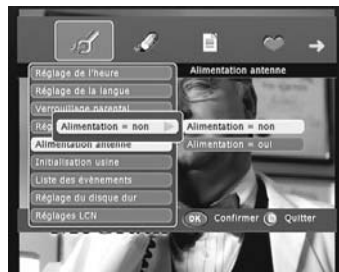 Réglage de l'heure
Alimentation antenne
Réglage de la langue
Verrouillage parental
Rég
Alimentation = non
Alimentation = non
Alimentation antenne
Alimentation = oui
Initialisation usine
Liste des évènements
Réglage du disque dur
Réglages LCN
OK Confirmer Quitter